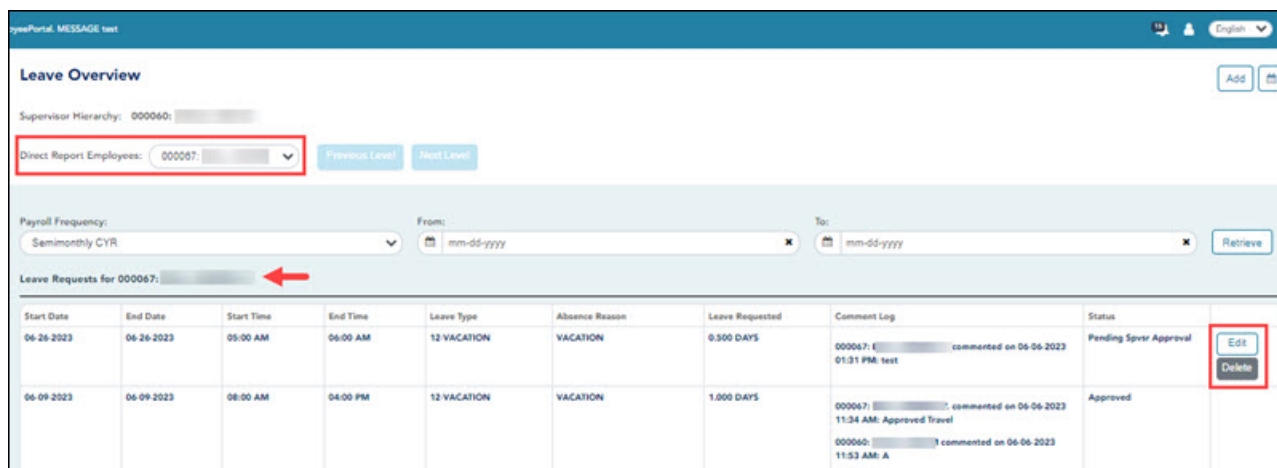 yeePortal. MESSAGE test
15
English
Leave Overview
Add
Supervisor Hierarchy: 000060:
Direct Report Employees: 000067:
Previous Level
Next Level
Payroll Frequency:
From:
To:
Semimonthly CYR
mm-dd-yyyy
mm-dd-yyyy
Retrieve
Leave Requests for 000067:
Start Date End Date Start Time End Time Leave Type Absence Reason Leave Requested Comment Log Status
06-26-2023 06-26-2023 05:00 AM 06:00 AM 12-VACATION VACATION 0.500 DAYS
000067: commented on 06-06-2023
01:31 PM: test
Pending Spvsr Approval
Edit
Delete
06-09-2023 06-09-2023 08:00 AM 04:00 PM 12-VACATION VACATION 1.000 DAYS
000067: commented on 06-06-2023
11:34 AM: Approved Travel
000060: commented on 06-06-2023
11:53 AM: A
Approved